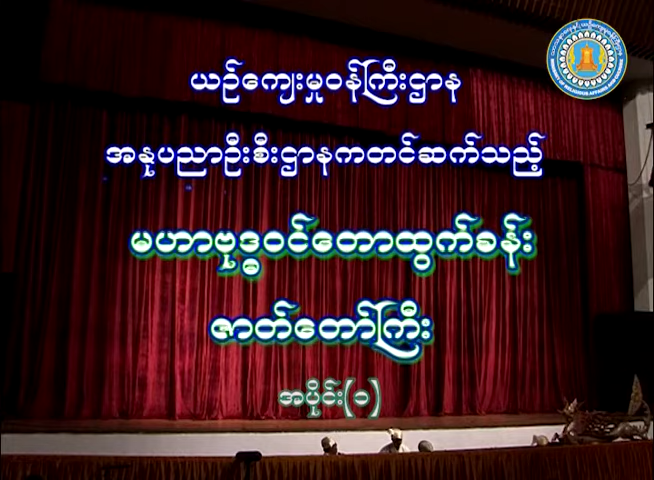 ယဉ်ကျေးမှုဝန်ကြီးဌာန
အနုပညာဦးစီးဌာနကတင်ဆက်သည့်
မဟာဗုဒ္ဓဝင်တောထွက်ခန်း
ဇာတ်တော်ကြီး
အပိုင်း(၁)